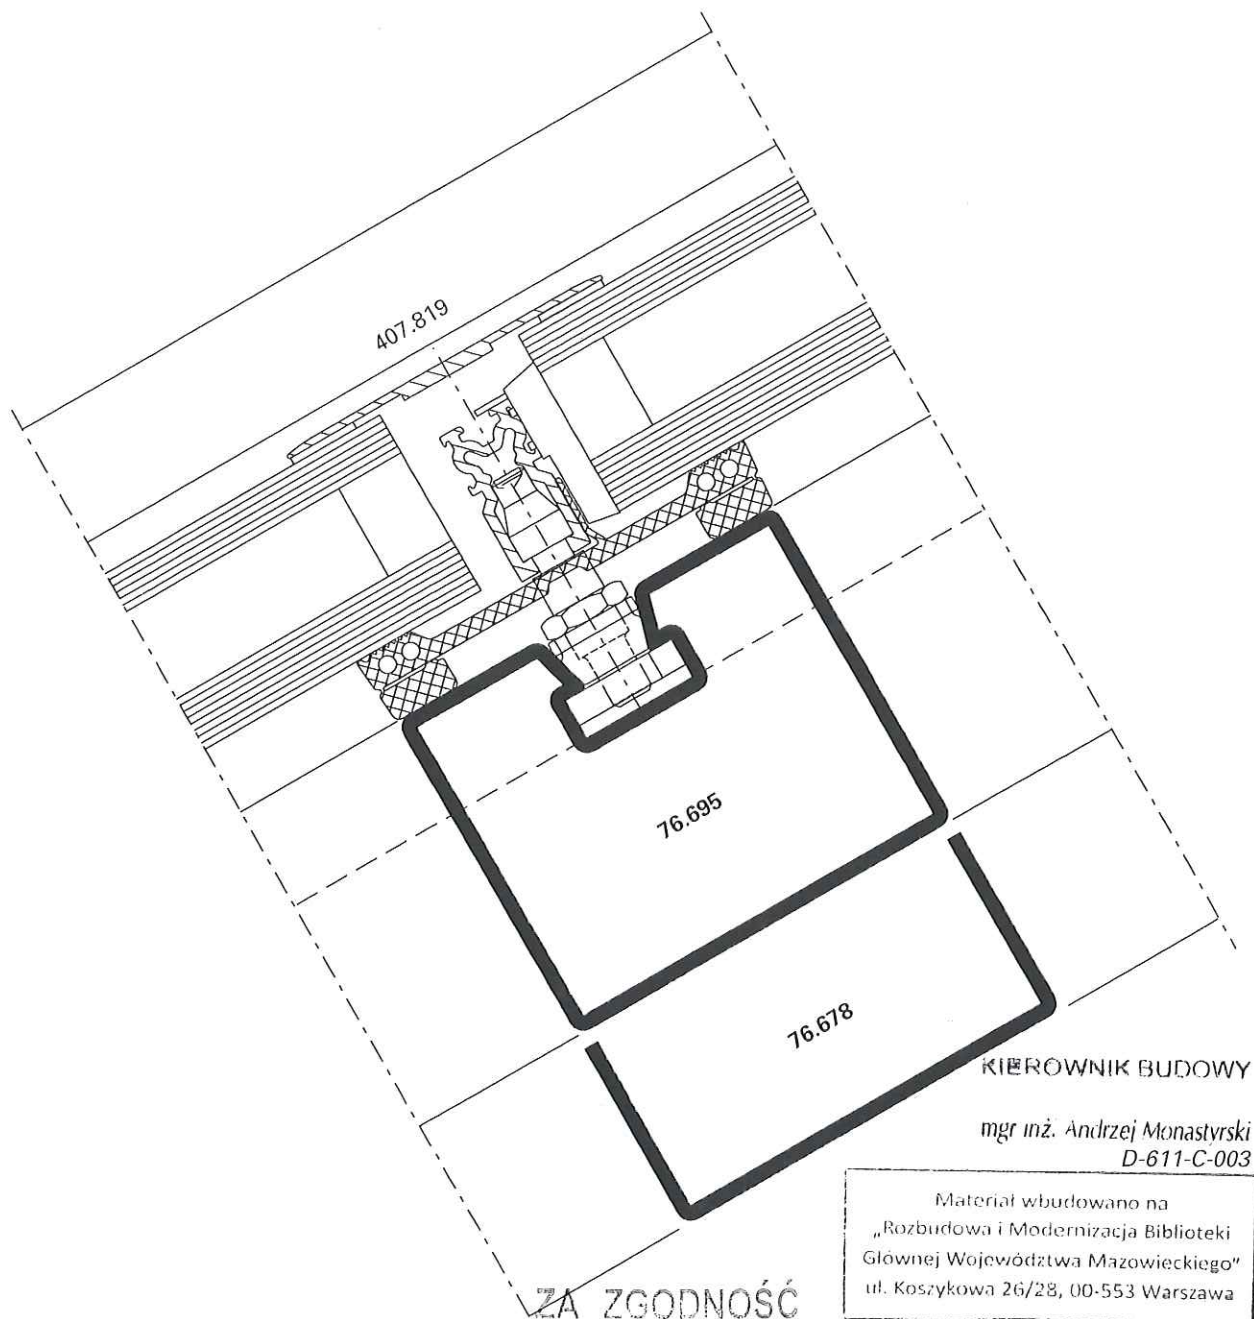 407.819
76.695
76.678
KIEROWNIK BUDOWY
mgr inż. Andrzej Monastyrski
D-611-C-003
Materiał wbudowano na
„Rozbudowa i Modernizacja Biblioteki
Głównej Województwa Mazowieckiego"
ul. Koszykowa 26/28, 00-553 Warszawa
ZA ZGODNOŚĆ